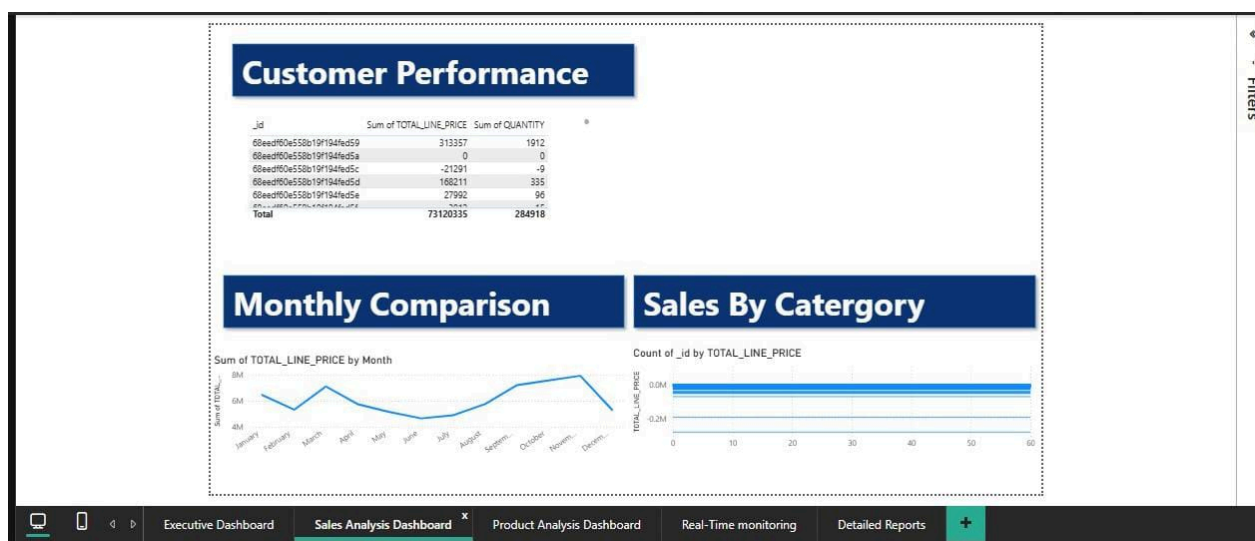 Customer Performance
_id Sum of TOTAL_LINE_PRICE Sum of QUANTITY
68eedf60e558b19f194fed59 313357 1912
68eedf60e558b19f194fed5a 0 0
68eedf60e558b19f194fed5c -21291 -9
68eedf60e558b19f194fed5d 168211 335
68eedf60e558b19f194fed5e 27992 96
Total 73120335 284918
Filters
Monthly Comparison
Sum of TOTAL_LINE_PRICE by Month
Sum of TOTAL_...
8M
6M
4M
January February March April May June July August Septem... October Novem... Decem...
Sales By Catergory
Count of _id by TOTAL_LINE_PRICE
TOTAL_LINE_PRICE
0.0M
-0.2M
0 10 20 30 40 50 60
Executive Dashboard Sales Analysis Dashboard x Product Analysis Dashboard Real-Time monitoring Detailed Reports +